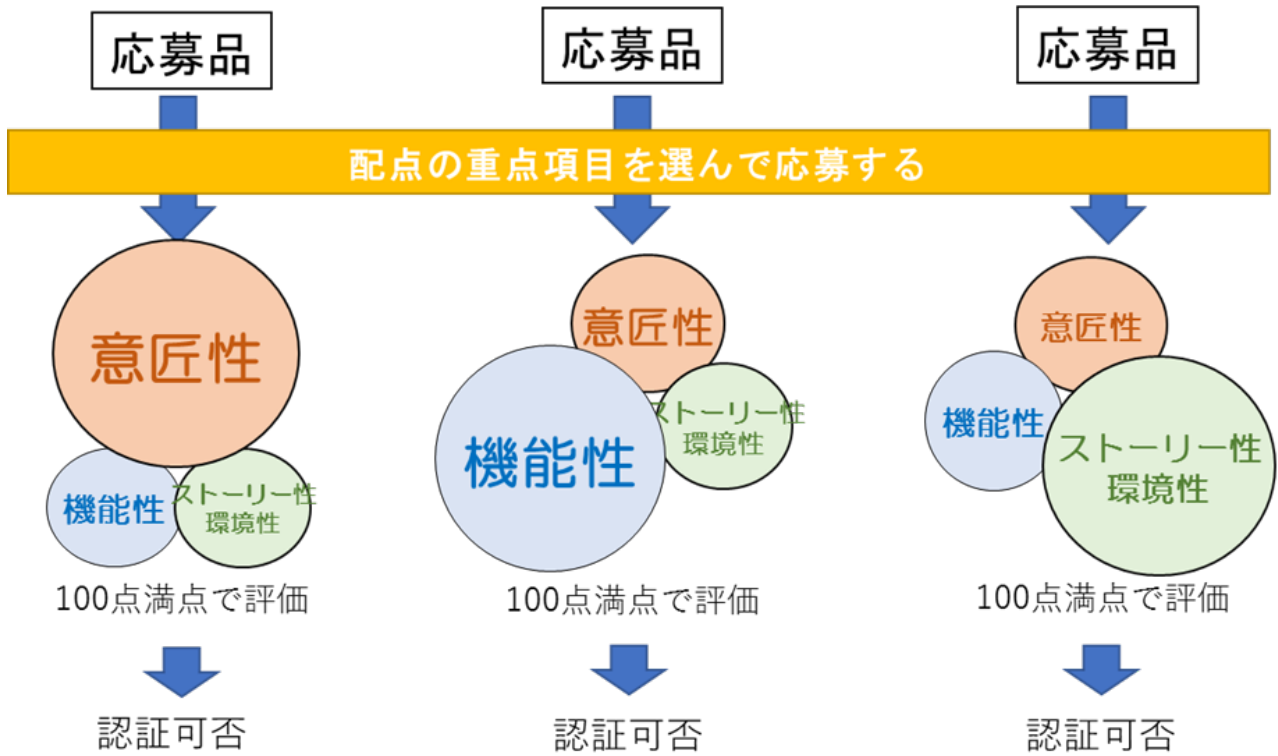 応募品
応募品
応募品
配点の重点項目を選んで応募する
意匠性
機能性
ストーリー性
環境性
100点満点で評価
認証可否
意匠性
機能性
ストーリー性
環境性
100点満点で評価
認証可否
意匠性
機能性
ストーリー性
環境性
100点満点で評価
認証可否